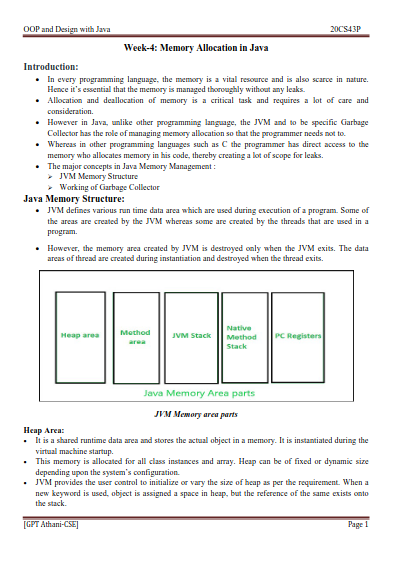 OOP and Design with Java 20CS43P
Week-4: Memory Allocation in Java
Introduction:
• In every programming language, the memory is a vital resource and is also scarce in nature.
Hence it's essential that the memory is managed thoroughly without any leaks.
• Allocation and deallocation of memory is a critical task and requires a lot of care and
consideration.
• However in Java, unlike other programming language, the JVM and to be specific Garbage
Collector has the role of managing memory allocation so that the programmer needs not to.
• Whereas in other programming languages such as C the programmer has direct access to the
memory who allocates memory in his code, thereby creating a lot of scope for leaks.
• The major concepts in Java Memory Management :
➢ JVM Memory Structure
➢ Working of Garbage Collector
Java Memory Structure:
• JVM defines various run time data area which are used during execution of a program. Some of
the areas are created by the JVM whereas some are created by the threads that are used in a
program.
• However, the memory area created by JVM is destroyed only when the JVM exits. The data
areas of thread are created during instantiation and destroyed when the thread exits.
Heap area
Method
area
JVM Stack
Native
Method
Stack
PC Registers
Java Memory Area parts
JVM Memory area parts
Heap Area:
• It is a shared runtime data area and stores the actual object in a memory. It is instantiated during the
virtual machine startup.
• This memory is allocated for all class instances and array. Heap can be of fixed or dynamic size
depending upon the system's configuration.
• JVM provides the user control to initialize or vary the size of heap as per the requirement. When a
new keyword is used, object is assigned a space in heap, but the reference of the same exists onto
the stack.
[GPT Athani-CSE] Page 1